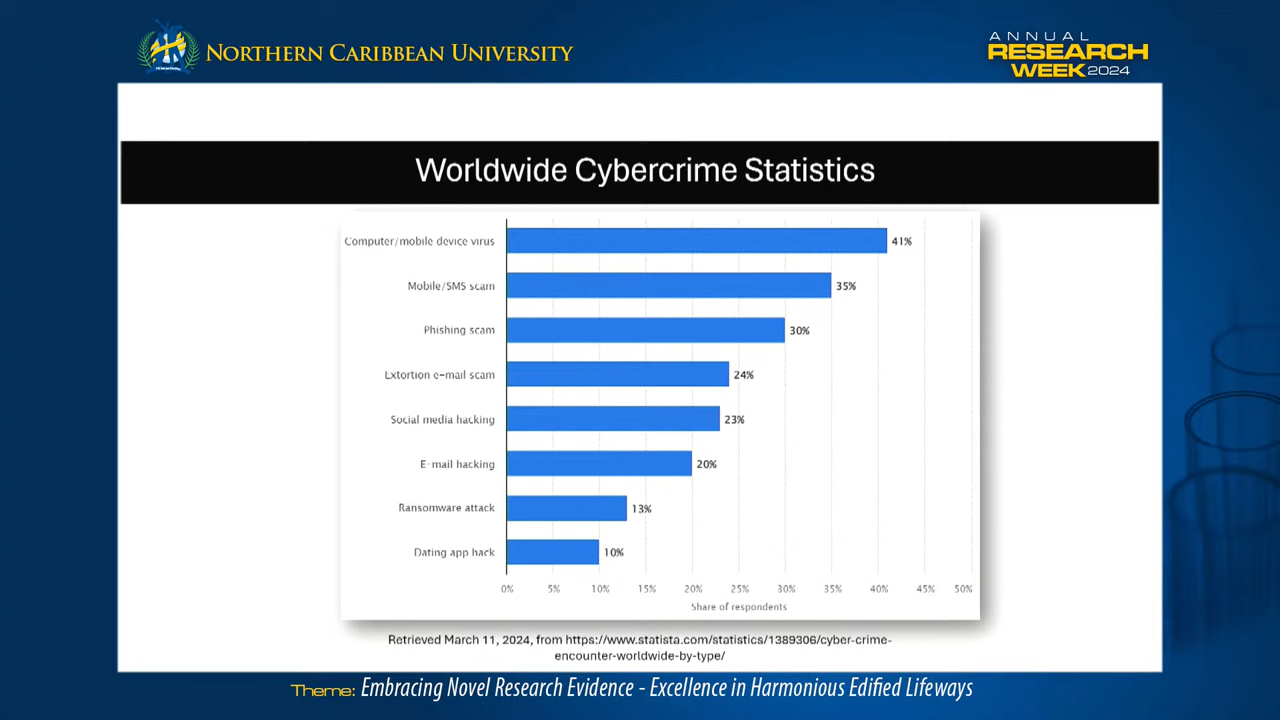 NORTHERN CARIBBEAN UNIVERSITY
ANNUAL
RESEARCH
WEEK 2024
Worldwide Cybercrime Statistics
Computer/mobile device virus 41%
Mobile/SMS scam 35%
Phishing scam 30%
Extortion e-mail scam 24%
Social media hacking 23%
E-mail hacking 20%
Ransomware attack 13%
Dating app hack 10%
0% 5% 10% 15% 20% 25% 30% 35% 40% 45% 50%
Share of respondents
Retrieved March 11, 2024, from https://www.statista.com/statistics/1389306/cyber-crime-
encounter-worldwide-by-type/
Theme: Embracing Novel Research Evidence - Excellence in Harmonious Edified Lifeways